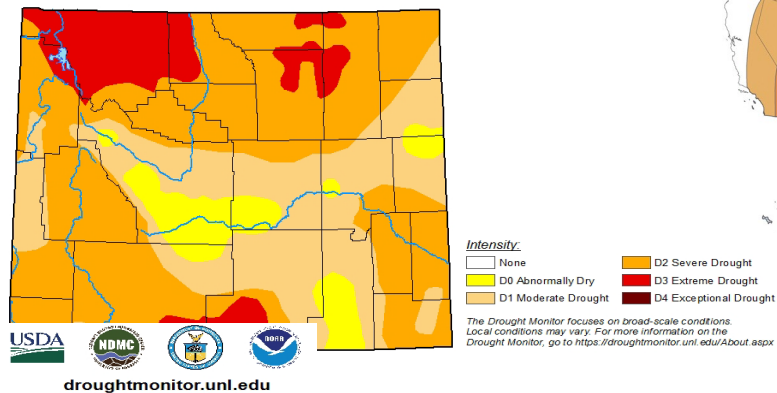 Intensity:
None
D0 Abnormally Dry
D1 Moderate Drought
D2 Severe Drought
D3 Extreme Drought
D4 Exceptional Drought
The Drought Monitor focuses on broad-scale conditions.
Local conditions may vary. For more information on the
Drought Monitor, go to https://droughtmonitor.unl.edu/About.aspx
USDA
NDMC
NOAA
droughtmonitor.unl.edu